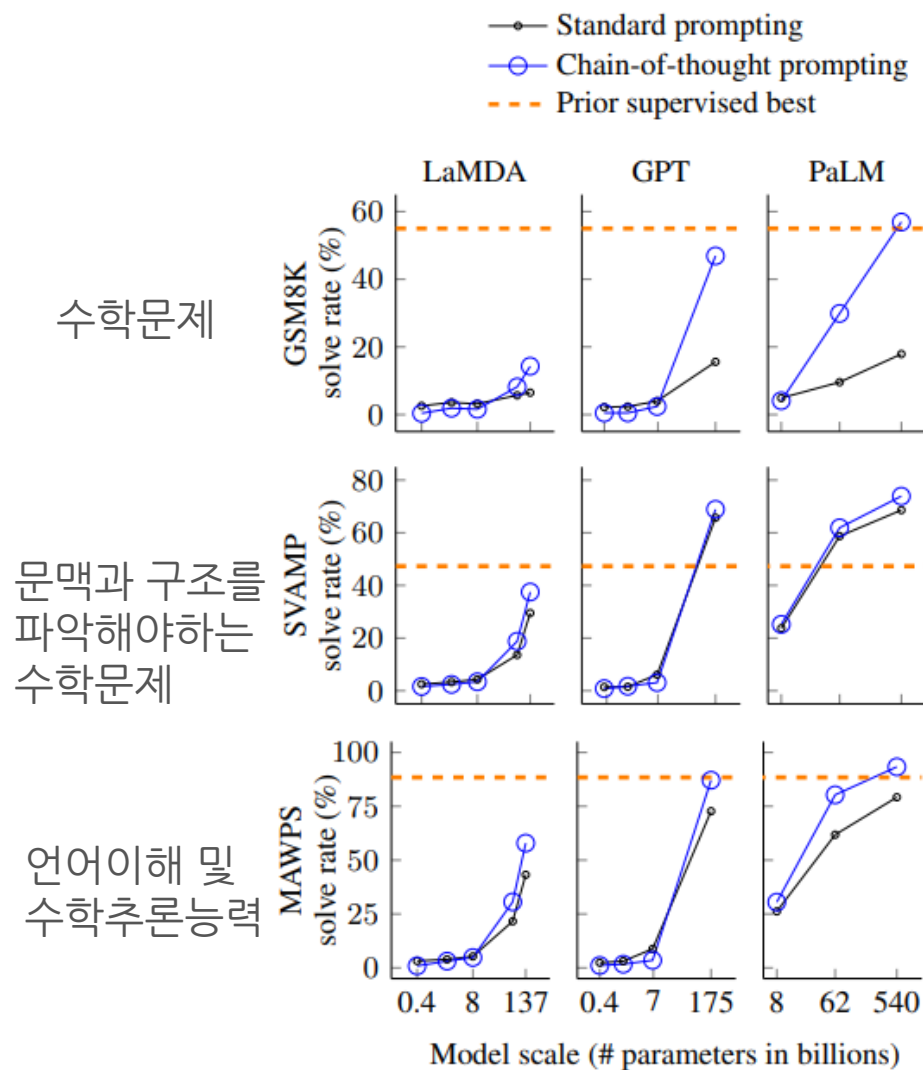 Standard prompting
Chain-of-thought prompting
Prior supervised best
LaMDA
GPT
PaLM
수학문제
GSM8K
solve rate (%)
60
40
20
0
문맥과 구조를
파악해야하는
수학문제
SVAMP
solve rate (%)
80
60
40
20
0
언어이해 및
수학추론능력
MAWPS
solve rate (%)
100
75
50
25
0
0.4 8 137
0.4 7 175
8 62 540
Model scale (# parameters in billions)